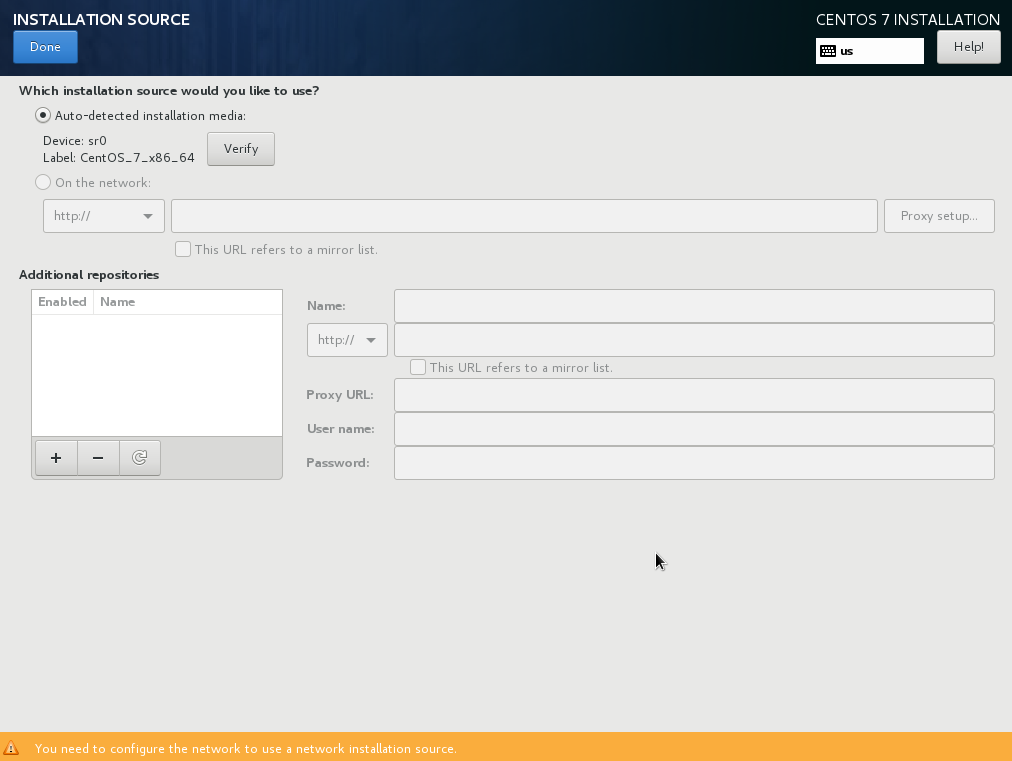 INSTALLATION SOURCE
CENTOS 7 INSTALLATION
Done
us
Help!
Which installation source would you like to use?
Auto-detected installation media:
Device: sr0
Label: CentOS_7_x86_64
Verify
On the network:
http://
Proxy setup...
This URL refers to a mirror list.
Additional repositories
Enabled
Name
Name:
http://
This URL refers to a mirror list.
Proxy URL:
User name:
Password:
You need to configure the network to use a network installation source.